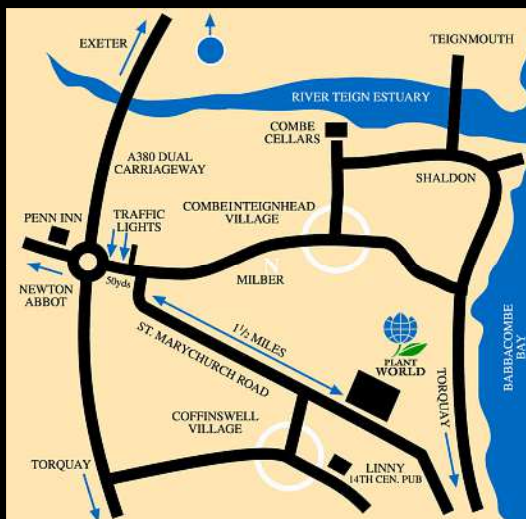 EXETER
TEIGNMOUTH
RIVER TEIGN ESTUARY
COMBE
CELLARS
A380 DUAL
CARRIAGEWAY
SHALDON
PENN INN
TRAFFIC
LIGHTS
COMBEINTEIGNHEAD
VILLAGE
N
MILBER
50yds
NEWTON
ABBOT
1½ MILES
ST. MARYCHURCH ROAD
PLANT
WORLD
BABBACOMBE
BAY
TORQUAY
COFFINSWELL
VILLAGE
TORQUAY
LINNY
14TH CEN. PUB